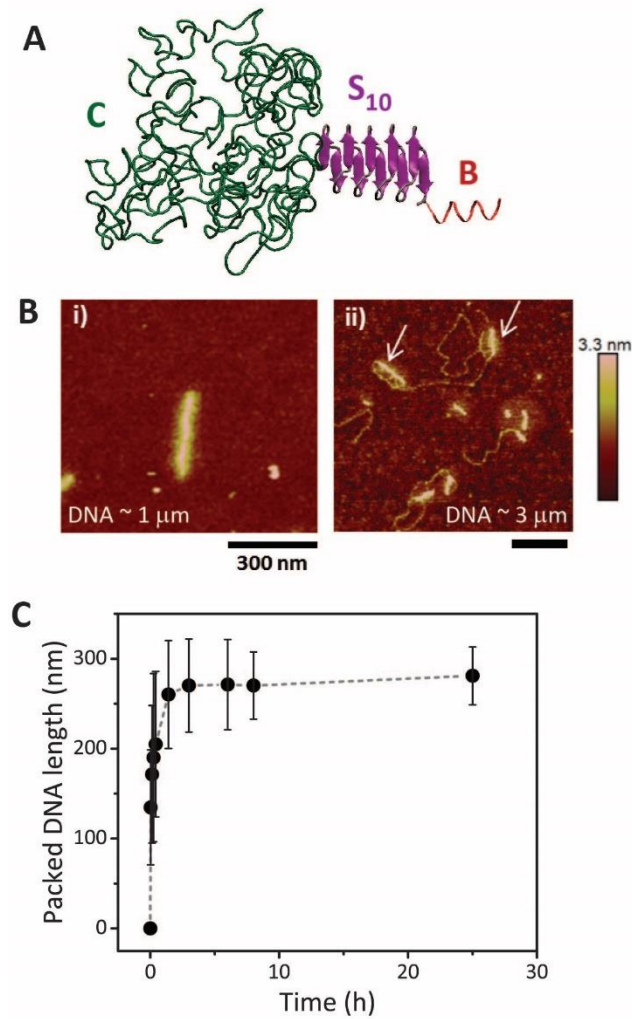 A
C
S10
B
B
i)
ii)
3.3 nm
DNA ~ 1 μm
DNA ~ 3 μm
300 nm
C
Packed DNA length (nm)
300
200
100
0
0 10 20 30
Time (h)